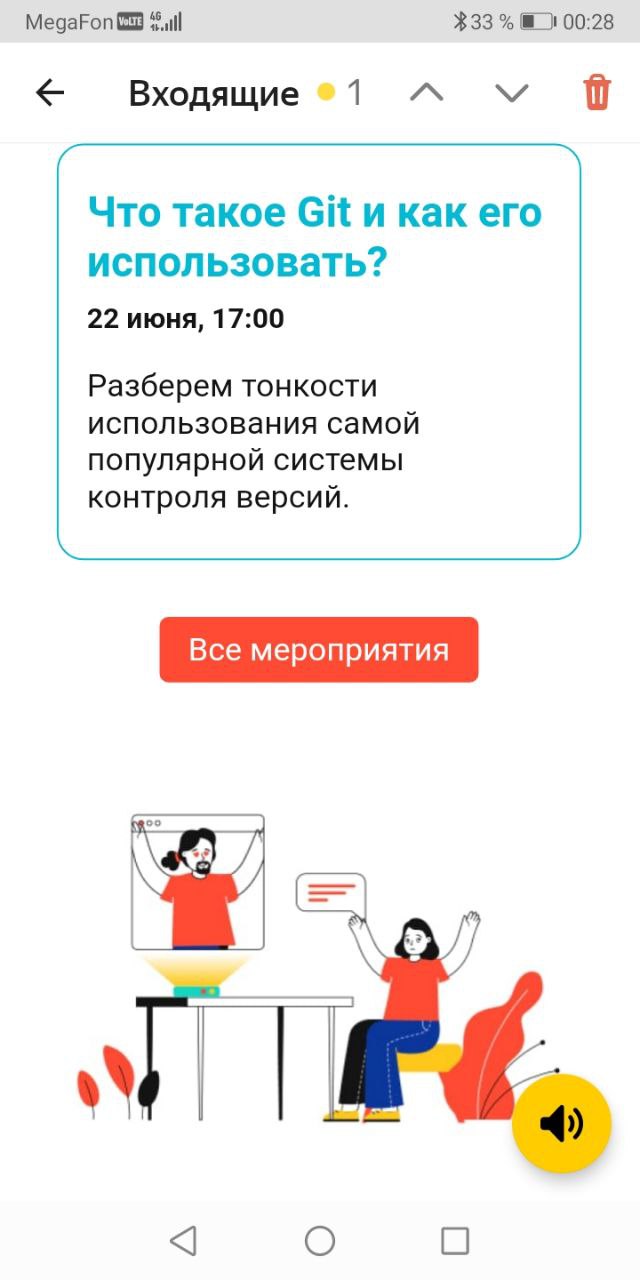 MegaFon VoLTE 4G 33 % 00:28
Входящие 1
Что такое Git и как его
использовать?
22 июня, 17:00
Разберем тонкости
использования самой
популярной системы
контроля версий.
Все мероприятия